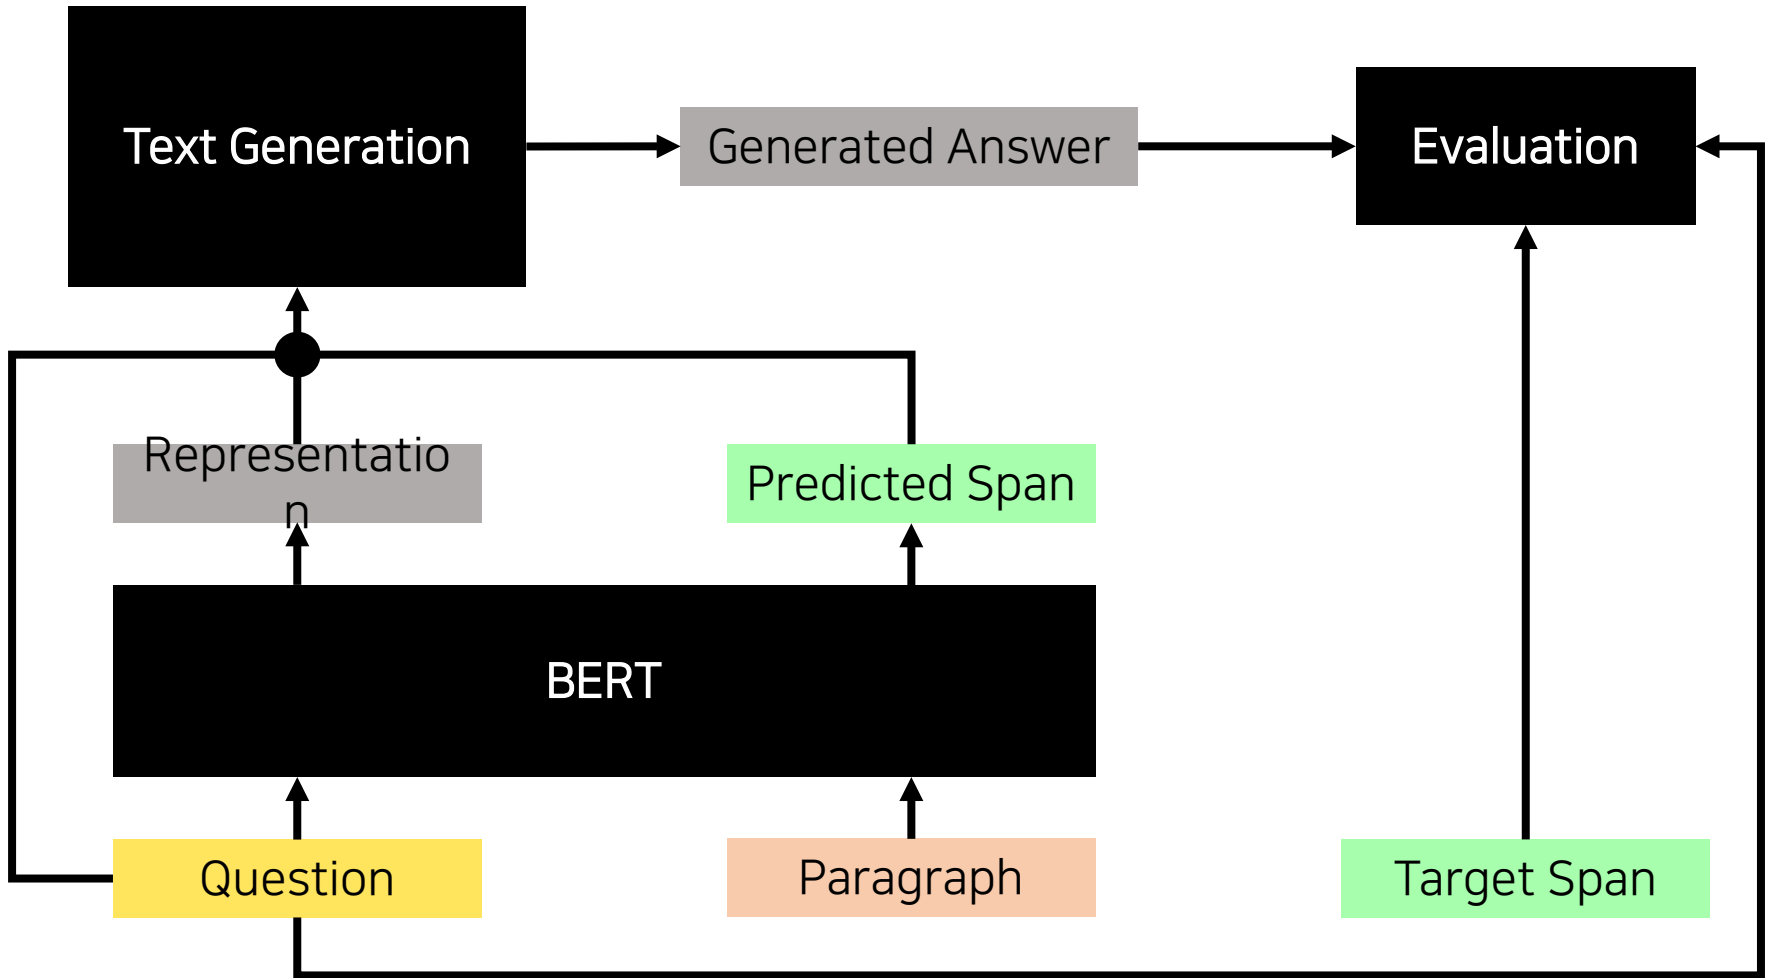 Text Generation
Generated Answer
Evaluation
Representatio
n
Predicted Span
BERT
Question
Paragraph
Target Span